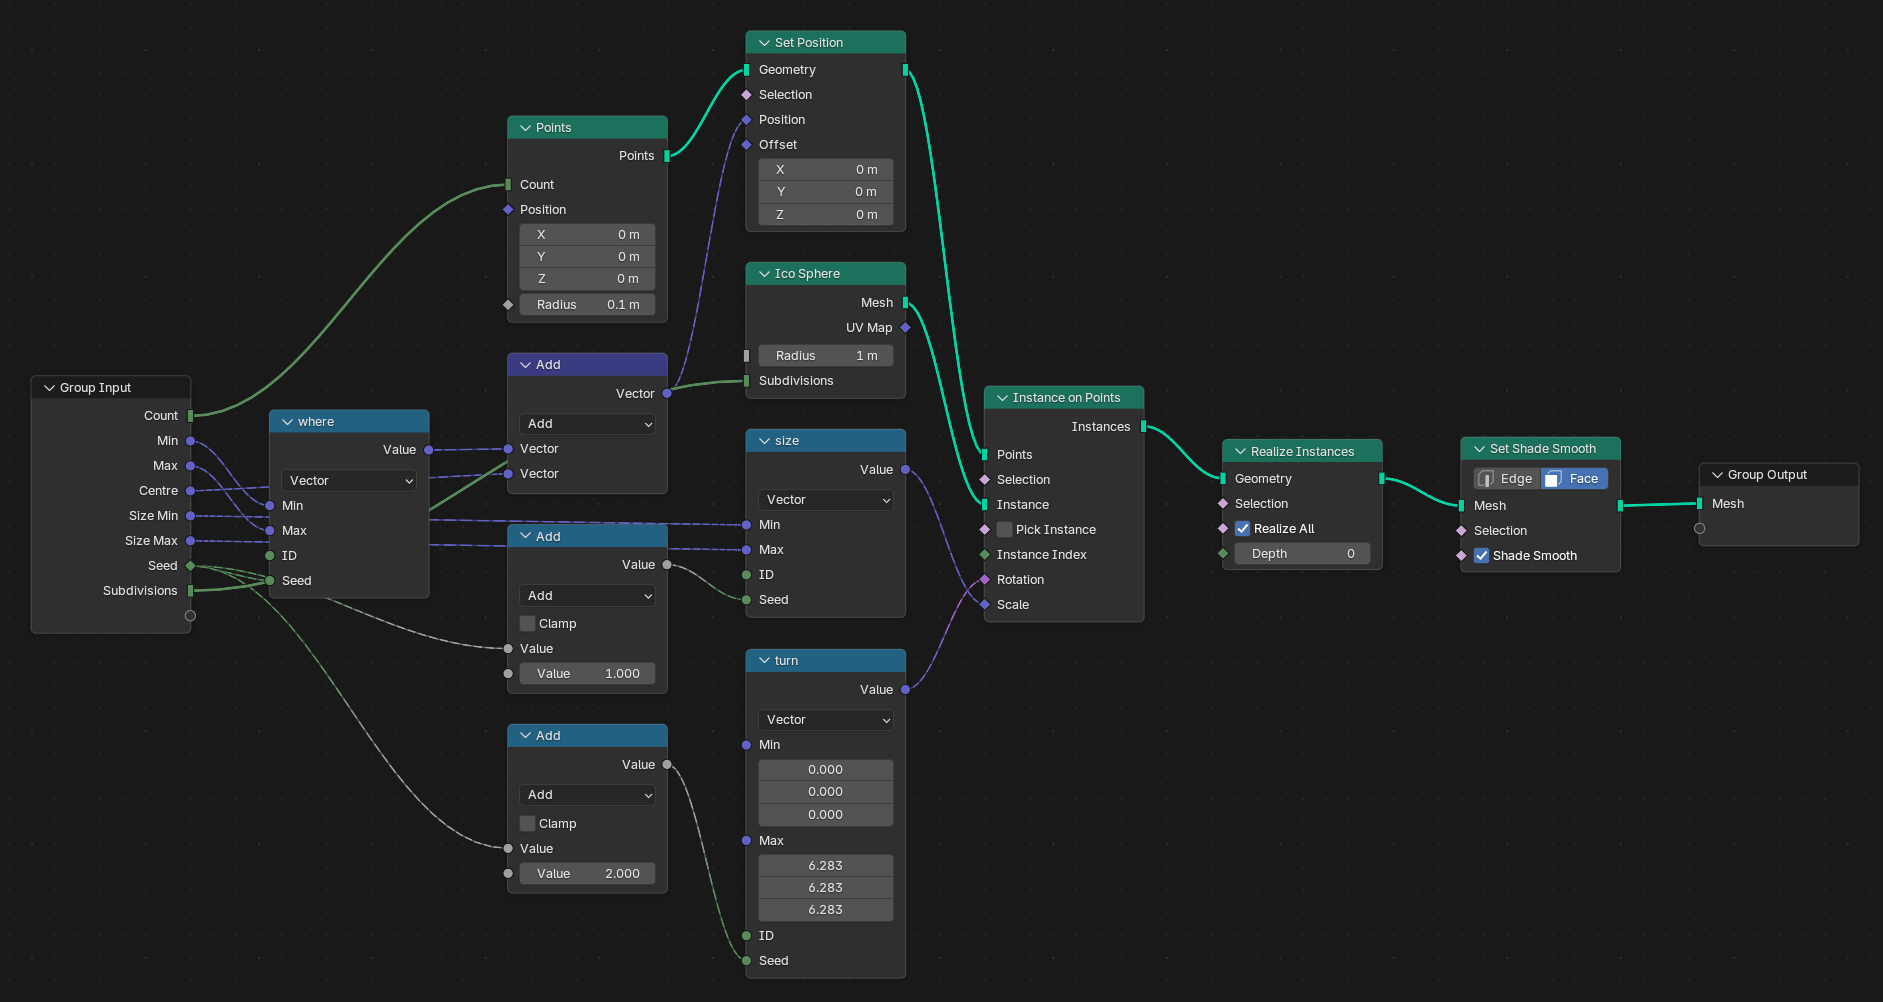 Group Input
Count
Min
Max
Centre
Size Min
Size Max
Seed
Subdivisions
where
Value
Vector
Min
Max
ID
Seed
Points
Points
Count
Position
X 0 m
Y 0 m
Z 0 m
Radius 0.1 m
Add
Vector
Add
Vector
Vector
Add
Value
Add
Clamp
Value
Value 1.000
Add
Value
Add
Clamp
Value
Value 2.000
Set Position
Geometry
Selection
Position
Offset
X 0 m
Y 0 m
Z 0 m
Ico Sphere
Mesh
UV Map
Radius 1 m
Subdivisions
size
Value
Vector
Min
Max
ID
Seed
turn
Value
Vector
Min
0.000
0.000
0.000
Max
6.283
6.283
6.283
ID
Seed
Instance on Points
Instances
Points
Selection
Instance
Pick Instance
Instance Index
Rotation
Scale
Realize Instances
Geometry
Selection
Realize All
Depth 0
Set Shade Smooth
Edge Face
Mesh
Selection
Shade Smooth
Group Output
Mesh